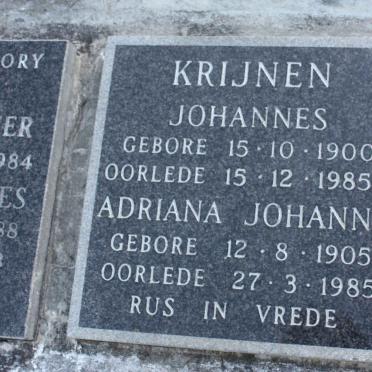 ORY
984
ES
88
KRIJNEN
JOHANNES
GEBORE 15·10·1900
OORLEDE 15·12·1985
ADRIANA JOHANN
GEBORE 12·8·1905
OORLEDE 27·3·1985
RUS IN VREDE